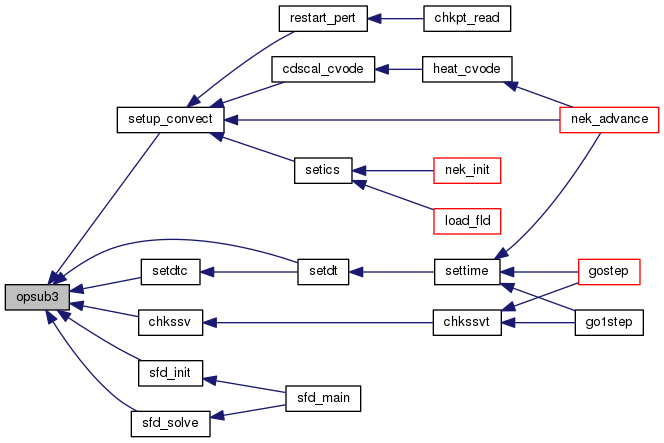 restart_pert
chkpt_read
cdscal_cvode
heat_cvode
setup_convect
nek_advance
setics
nek_init
load_fld
setdtc
setdt
settime
gostep
opsub3
chkssv
chkssvt
go1step
sfd_init
sfd_main
sfd_solve